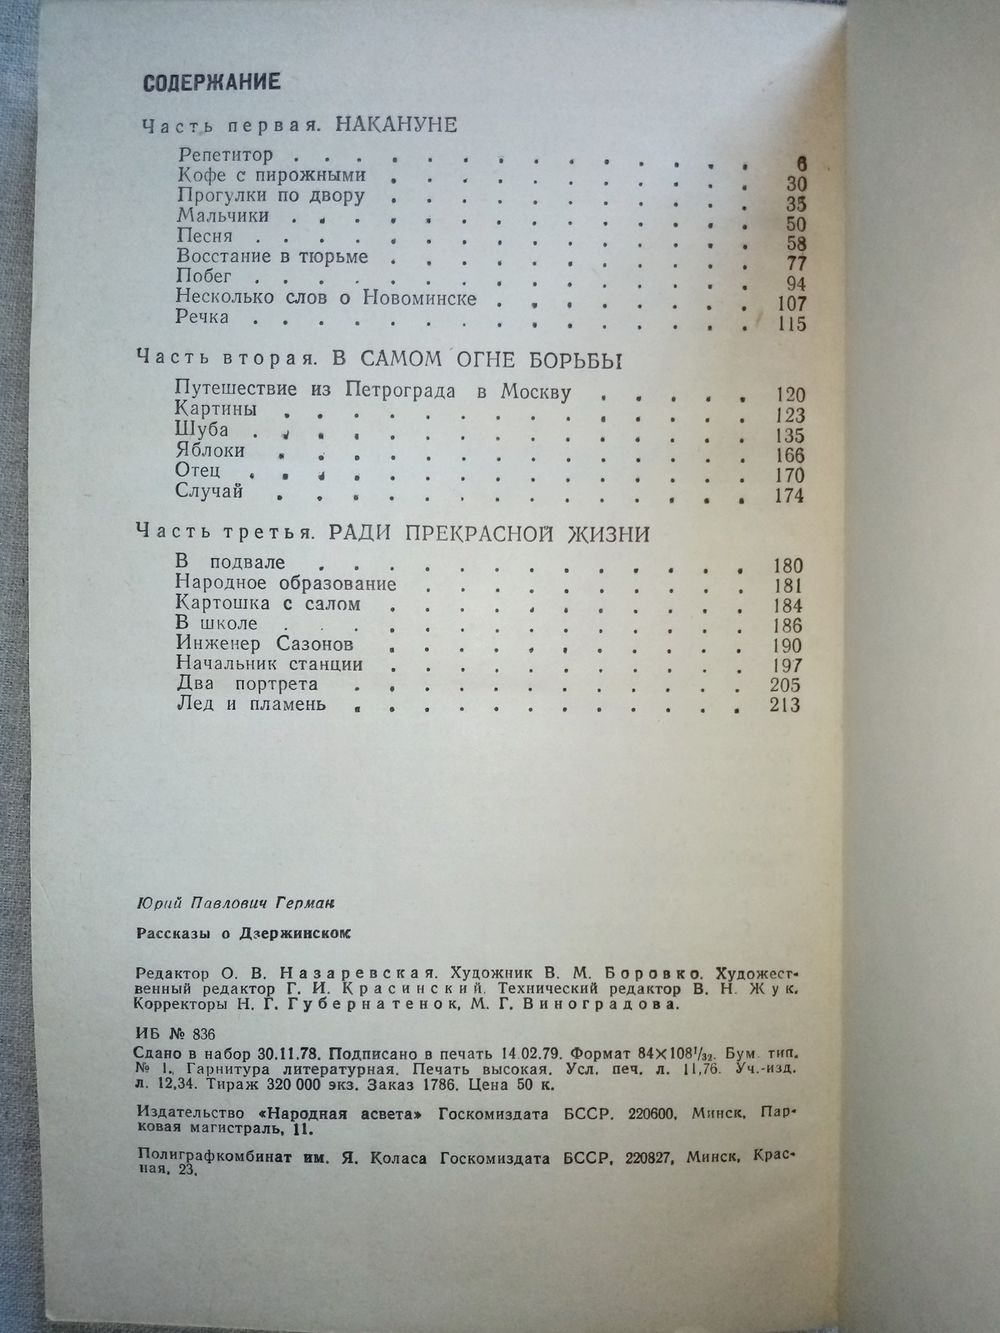 СОДЕРЖАНИЕ
Часть первая. НАКАНУНЕ
Репетитор . . . . . . . . . . . . . . 6
Кофе с пирожными . . . . . . . . . . . 30
Прогулки по двору . . . . . . . . . . . 35
Мальчики . . . . . . . . . . . . . . 50
Песня . . . . . . . . . . . . . . . 58
Восстание в тюрьме . . . . . . . . . . . 77
Побег . . . . . . . . . . . . . . . 94
Несколько слов о Новоминске . . . . . . . . 107
Речка . . . . . . . . . . . . . . . 115
Часть вторая. В САМОМ ОГНЕ БОРЬБЫ
Путешествие из Петрограда в Москву . . . . . 120
Картины . . . . . . . . . . . . . . 123
Шуба . . . . . . . . . . . . . . . 135
Яблоки . . . . . . . . . . . . . . 166
Отец . . . . . . . . . . . . . . . 170
Случай . . . . . . . . . . . . . . 174
Часть третья. РАДИ ПРЕКРАСНОЙ ЖИЗНИ
В подвале . . . . . . . . . . . . . 180
Народное образование . . . . . . . . . . 181
Картошка с салом . . . . . . . . . . . 184
В школе . . . . . . . . . . . . . . 186
Инженер Сазонов . . . . . . . . . . . 190
Начальник станции . . . . . . . . . . . 197
Два портрета . . . . . . . . . . . . 205
Лед и пламень . . . . . . . . . . . . 213
Юрий Павлович Герман
Рассказы о Дзержинском
Редактор О. В. Назаревская. Художник В. М. Боровко. Художест-
венный редактор Г. И. Красинский. Технический редактор В. Н. Жук.
Корректоры Н. Г. Губернатенок, М. Г. Виноградова.
ИБ № 836
Сдано в набор 30.11.78. Подписано в печать 14.02.79. Формат 84×108¹/₃₂. Бум. тип.
№ 1. Гарнитура литературная. Печать высокая. Усл. печ. л. 11,76. Уч.-изд.
л. 12,34. Тираж 320 000 экз. Заказ 1786. Цена 50 к.
Издательство «Народная асвета» Госкомиздата БССР. 220600, Минск, Пар-
ковая магистраль, 11.
Полиграфкомбинат им. Я. Коласа Госкомиздата БССР, 220827, Минск, Крас-
ная, 23.